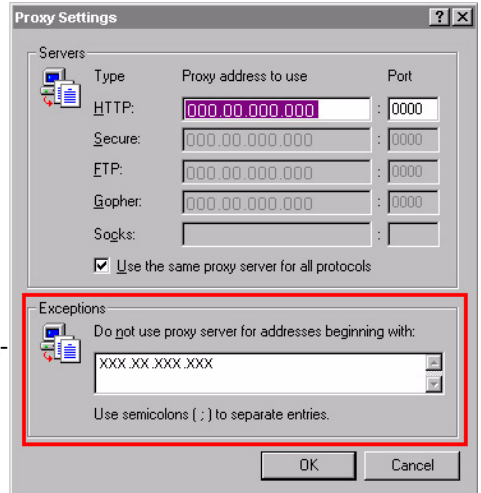 Proxy Settings
Servers
Type Proxy address to use Port
HTTP: 000.00.000.000 : 0000
Secure: 000.00.000.000 : 0000
FTP: 000.00.000.000 : 0000
Gopher: 000.00.000.000 : 0000
Socks: :
Use the same proxy server for all protocols
Exceptions
Do not use proxy server for addresses beginning with:
XXX.XX.XXX.XXX
Use semicolons ( ; ) to separate entries.
OK Cancel